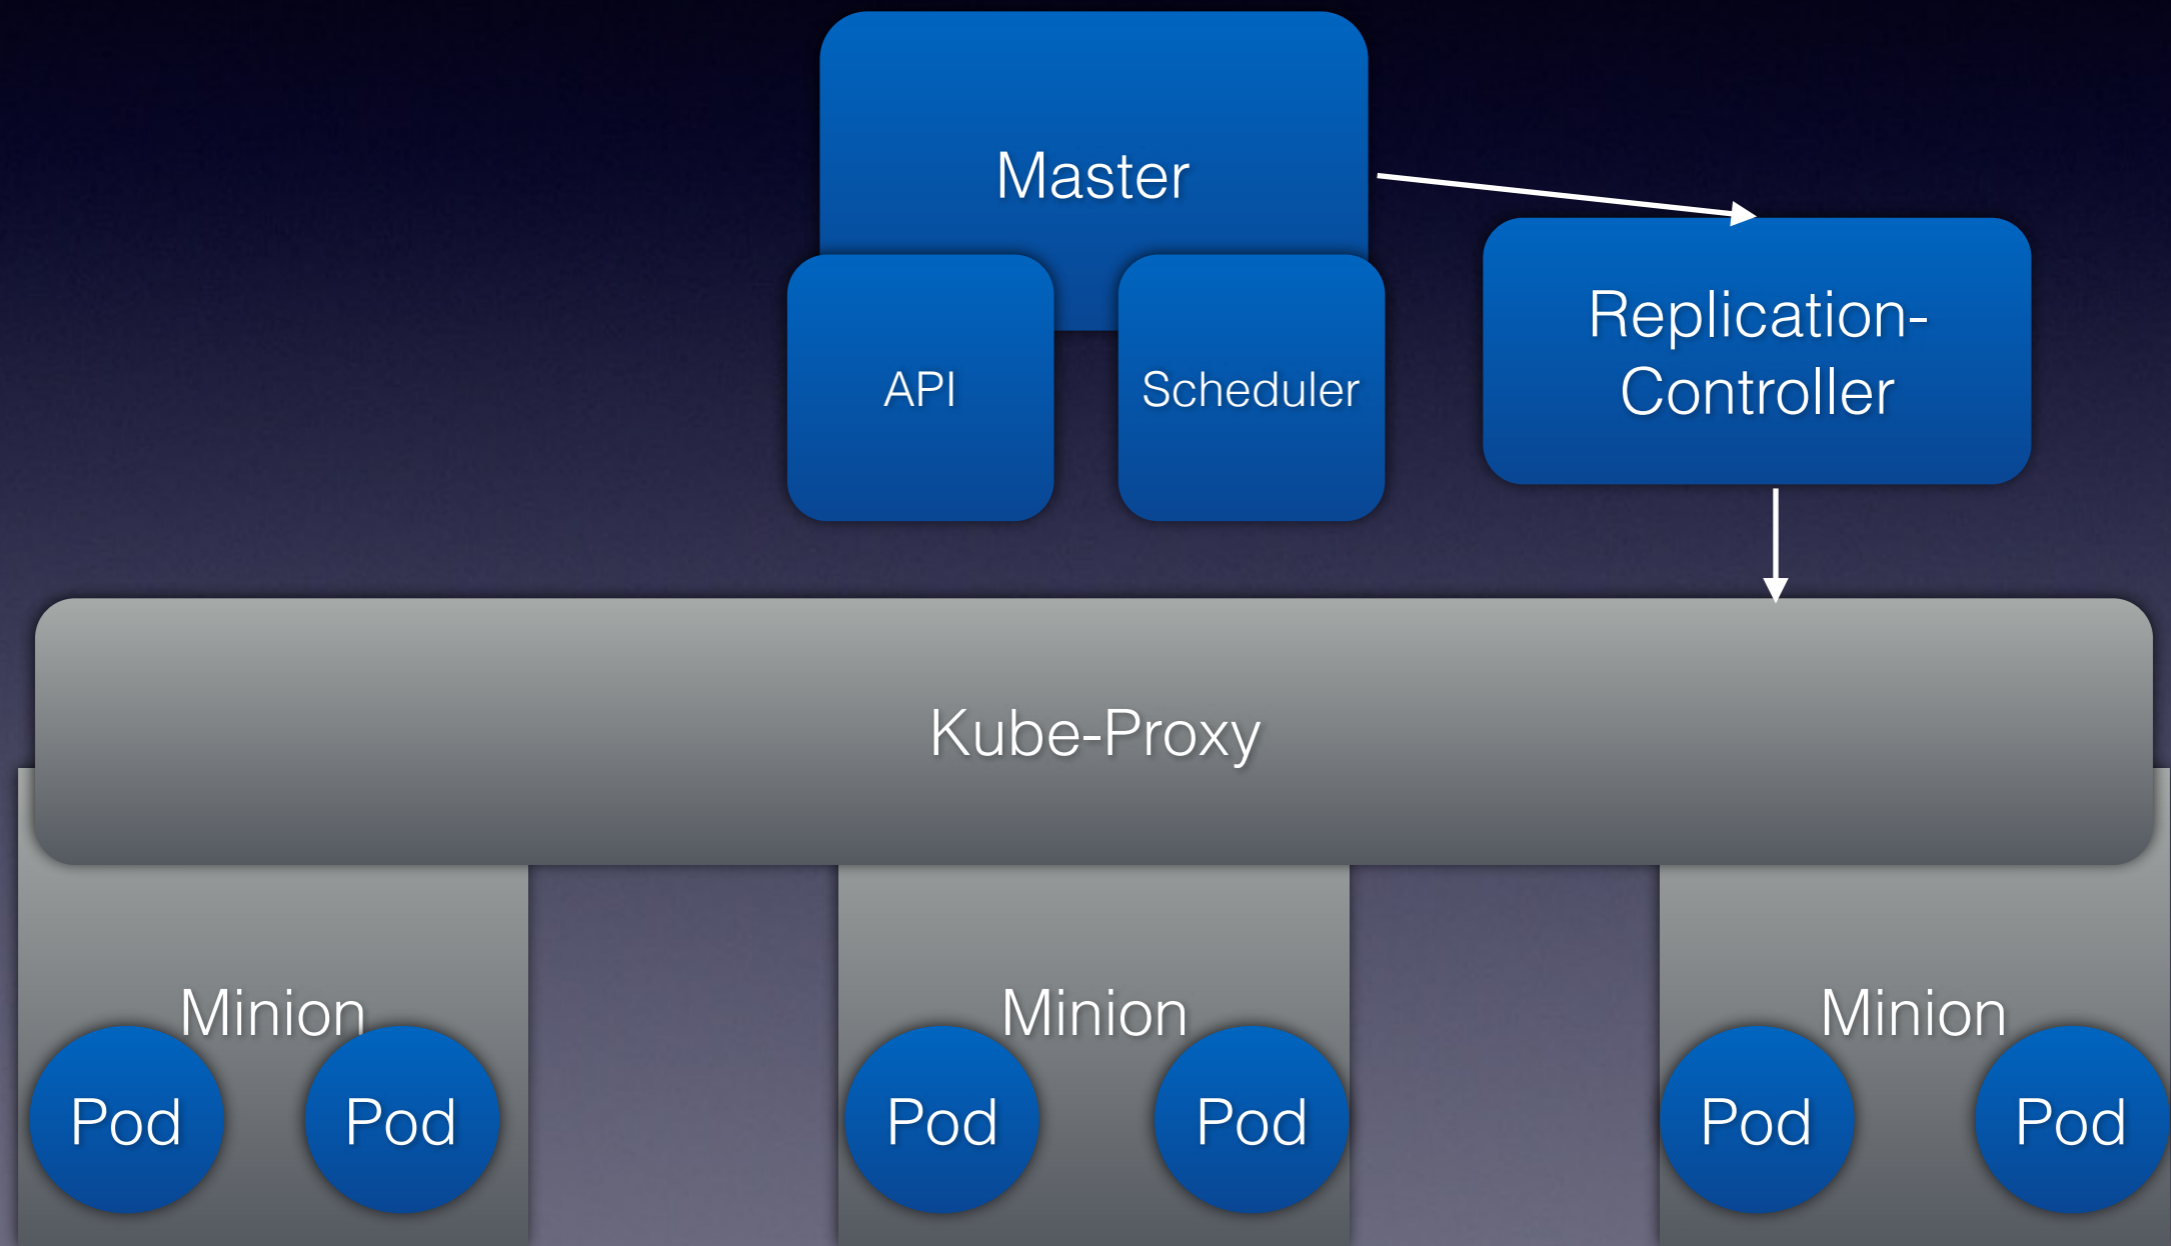 Master
API
Scheduler
Replication-
Controller
Kube-Proxy
Minion
Minion
Minion
Pod
Pod
Pod
Pod
Pod
Pod